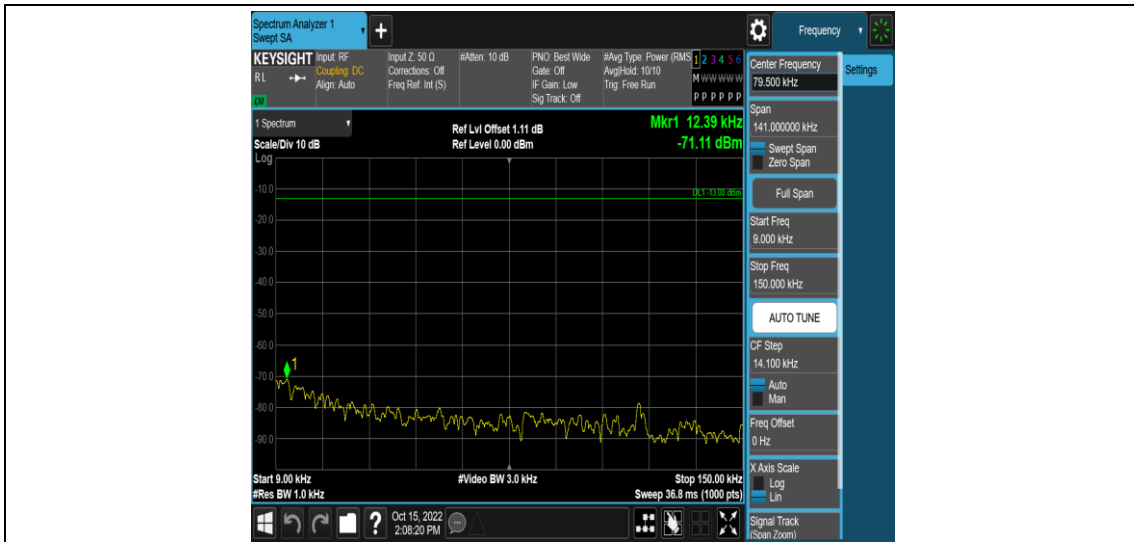 Spectrum Analyzer 1
Swept SA
+
Frequency
KEYSIGHT
RL
LXI
Input: RF
Coupling: DC
Align: Auto
Input Z: 50 Ω
Corrections: Off
Freq Ref: Int (S)
#Atten: 10 dB
PNO: Best Wide
Gate: Off
IF Gain: Low
Sig Track: Off
#Avg Type: Power (RMS
Avg|Hold: 10/10
Trig: Free Run
1 2 3 4 5 6
M W W W W W
P P P P P P
Center Frequency
79.500 kHz
Settings
Span
141.000000 kHz
Swept Span
Zero Span
Full Span
Start Freq
9.000 kHz
Stop Freq
150.000 kHz
AUTO TUNE
CF Step
14.100 kHz
Auto
Man
Freq Offset
0 Hz
X Axis Scale
Log
Lin
Signal Track
(Span Zoom)
1 Spectrum
Scale/Div 10 dB
Ref Lvl Offset 1.11 dB
Ref Level 0.00 dBm
Mkr1 12.39 kHz
-71.11 dBm
Log
-10.0
DL1 -13.00 dBm
-20.0
-30.0
-40.0
-50.0
-60.0
1
-70.0
-80.0
-90.0
Start 9.00 kHz
#Video BW 3.0 kHz
Stop 150.00 kHz
#Res BW 1.0 kHz
Sweep 36.8 ms (1000 pts)
?
Oct 15, 2022
2:08:20 PM